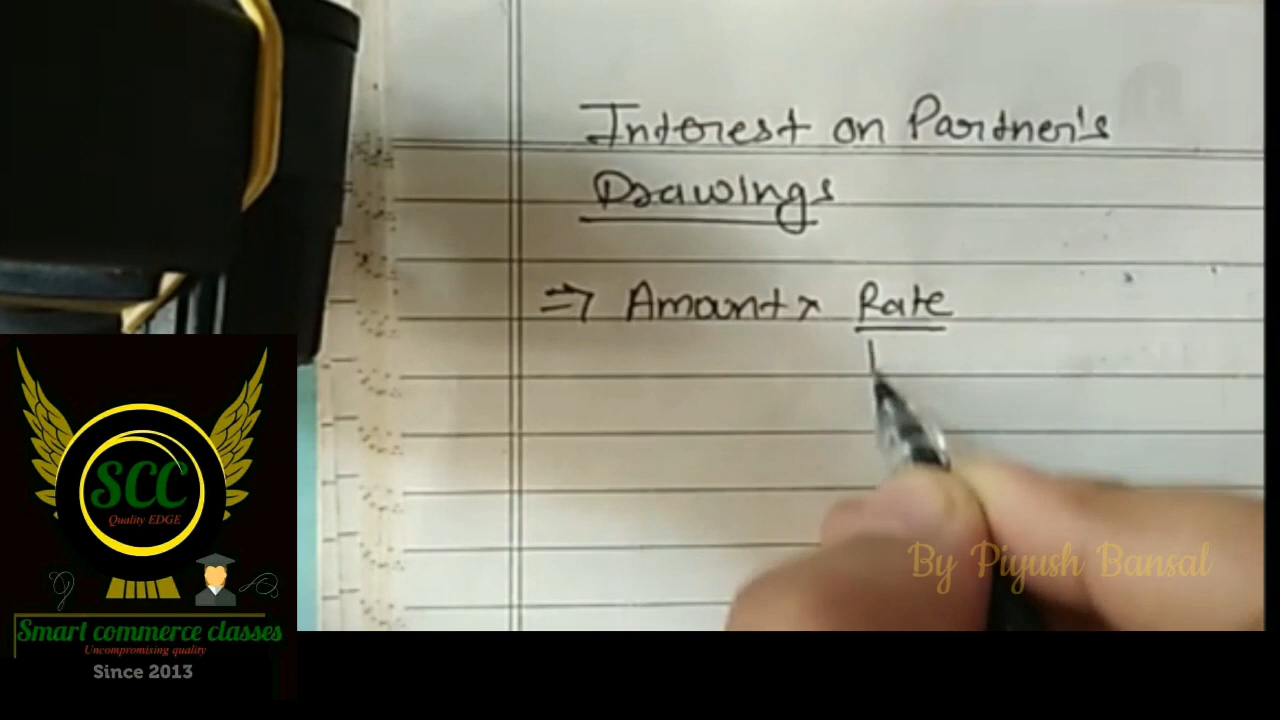 Interest on Partner's
Drawings
⇒ Amount × Rate
1
SCC
Quality EDGE
By Piyush Bansal
Smart commerce classes
Uncompromising quality
Since 2013